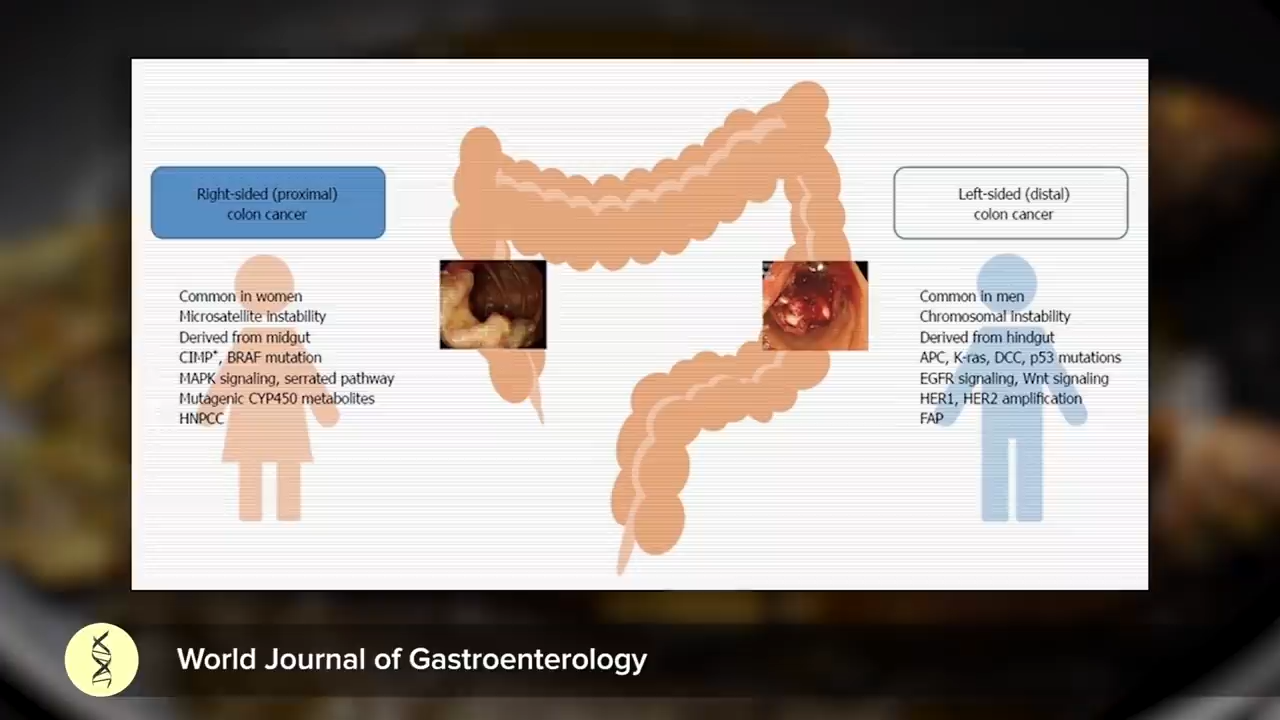 Right-sided (proximal)
colon cancer
Common in women
Microsatellite instability
Derived from midgut
CIMP⁺, BRAF mutation
MAPK signaling, serrated pathway
Mutagenic CYP450 metabolites
HNPCC
Left-sided (distal)
colon cancer
Common in men
Chromosomal instability
Derived from hindgut
APC, K-ras, DCC, p53 mutations
EGFR signaling, Wnt signaling
HER1, HER2 amplification
FAP
World Journal of Gastroenterology